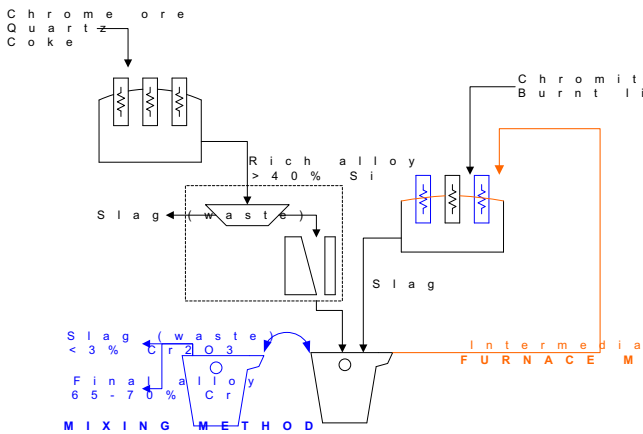 Chrome ore
Quartz
Coke
Chromit
Burnt li
Rich alloy
>40% Si
Slag (waste)
Slag
Slag (waste)
<3% Cr2O3
Final alloy
65-70% Cr
MIXING METHOD
Intermedia
FURNACE M